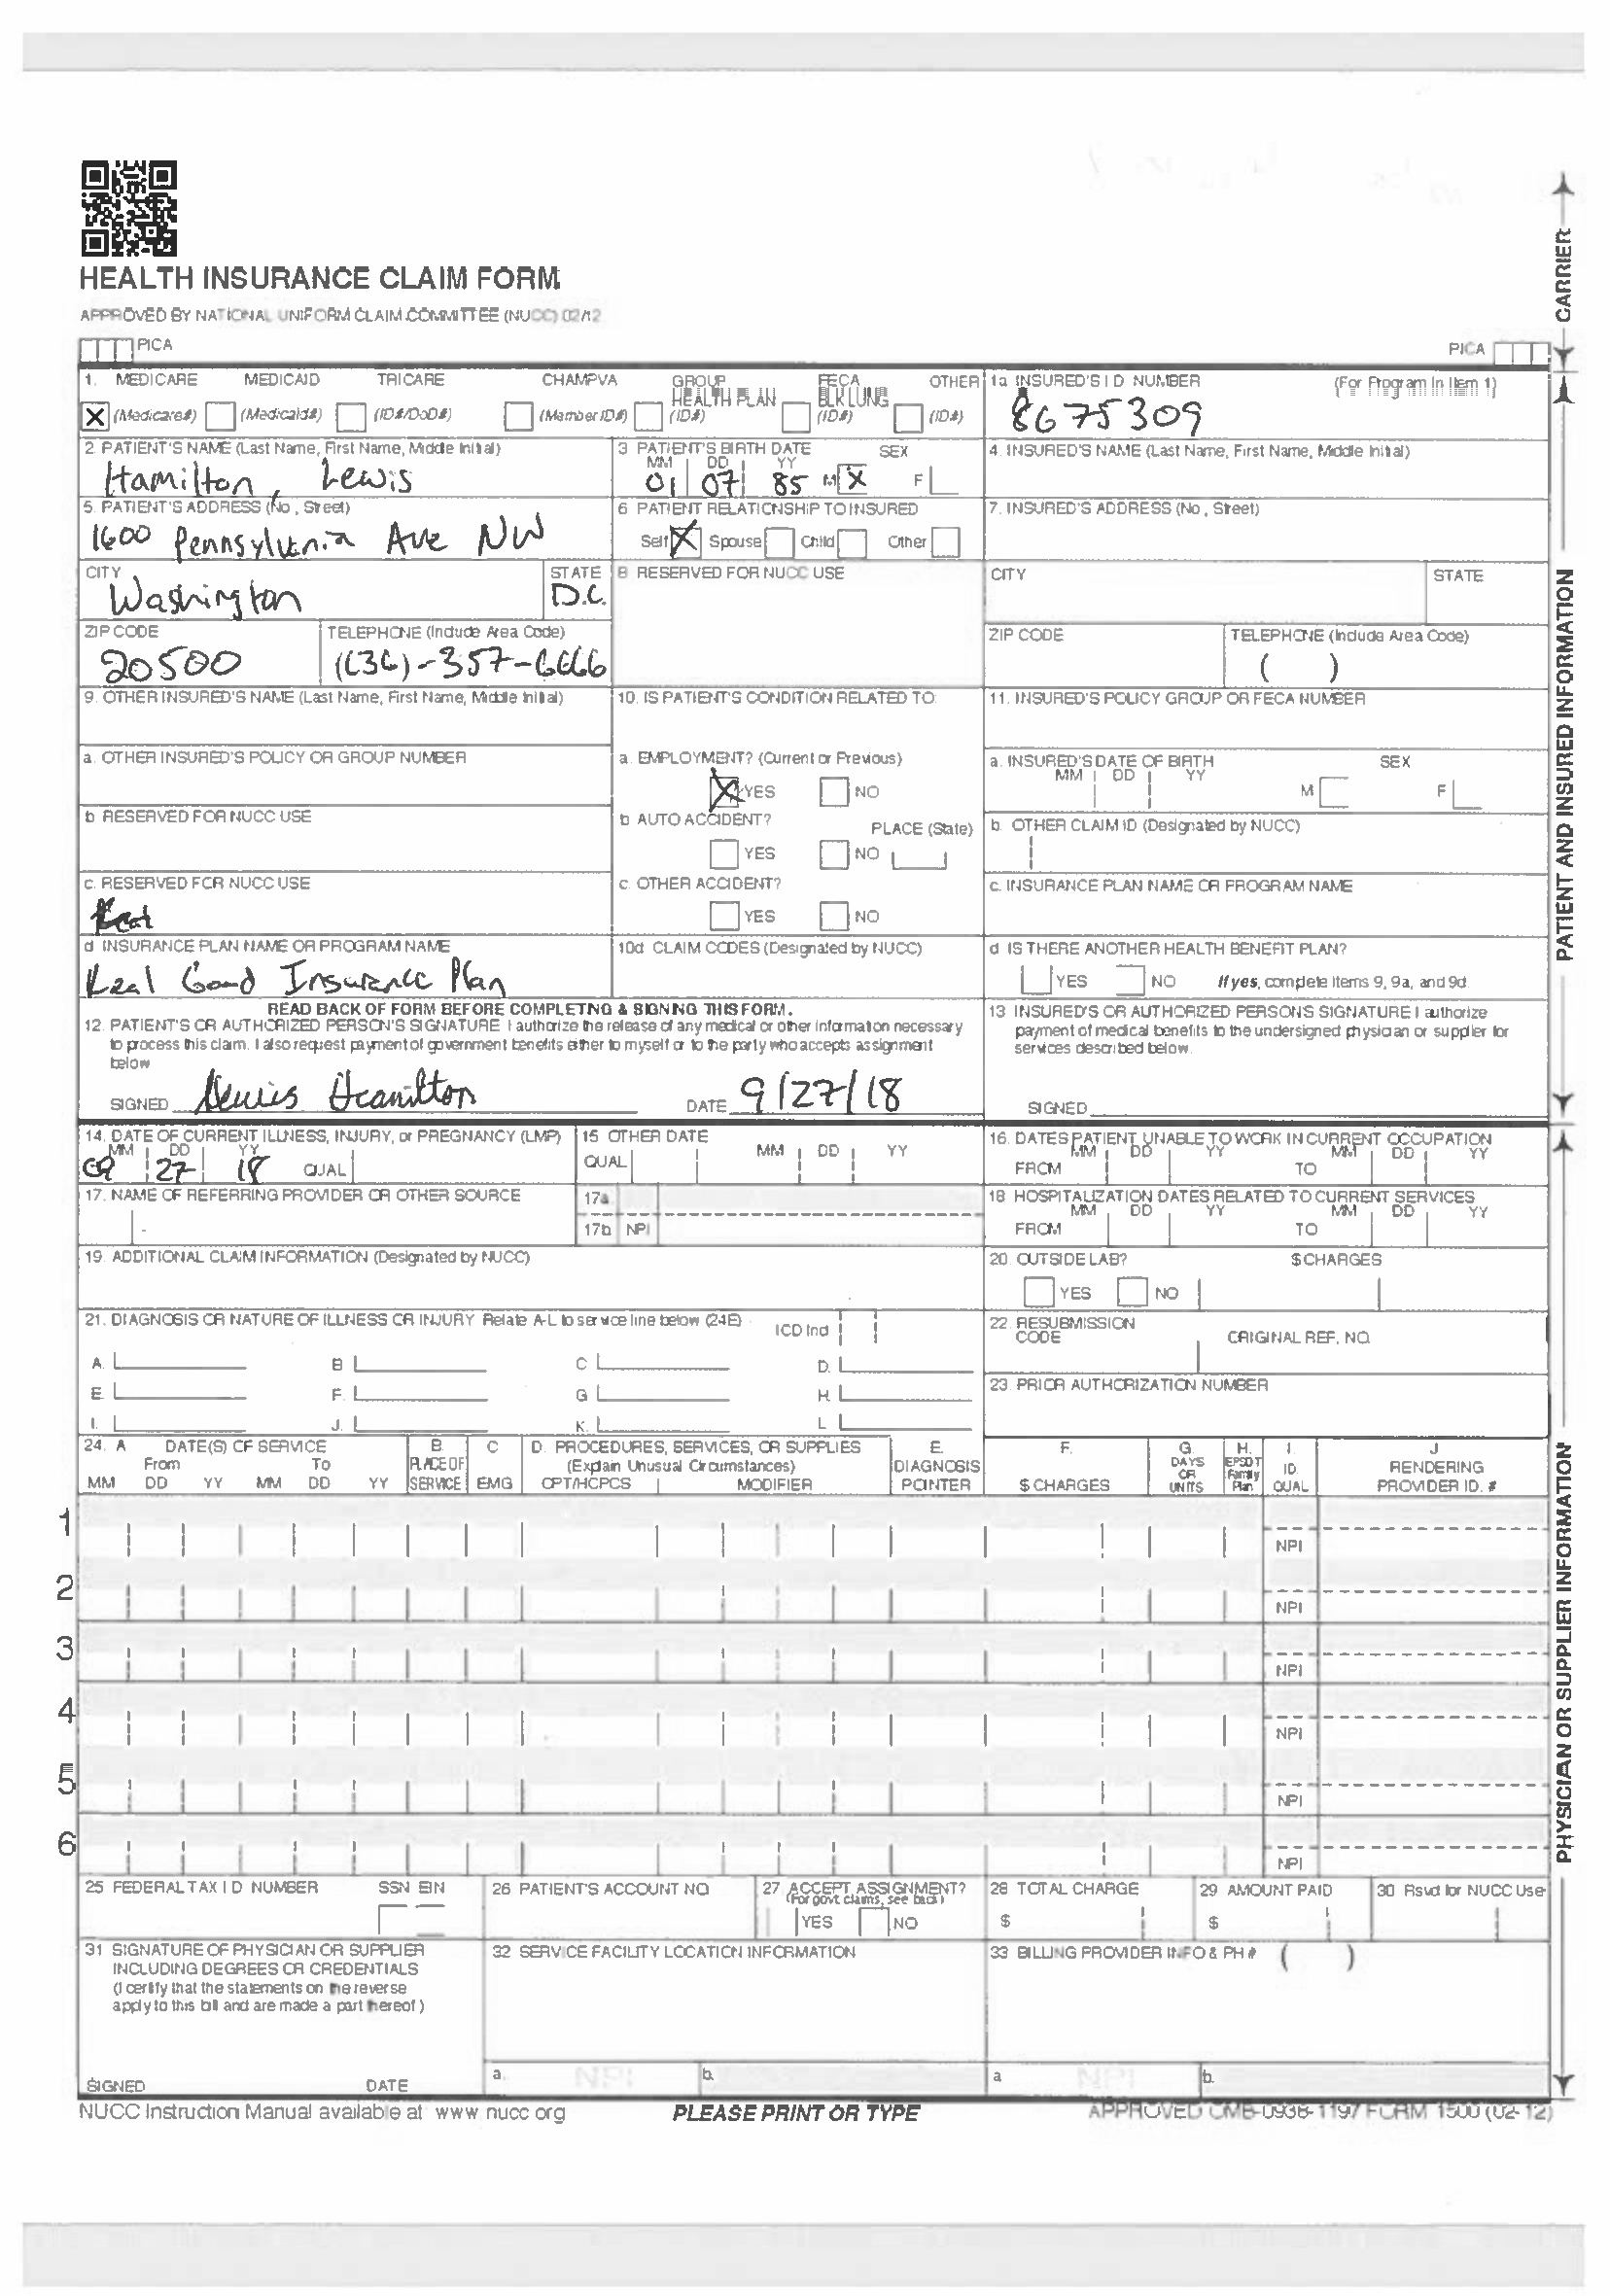 HEALTH INSURANCE CLAIM FORM
APPROVED BY NATIONAL UNIFORM CLAIM COMMITTEE (NUCC) 02/12
PICA PICA
CARRIER
1. MEDICARE MEDICAID TRICARE CHAMPVA GROUP HEALTH PLAN FECA BLK LUNG OTHER
X (Medicare#) (Medicaid#) (ID#/DoD#) (Member ID#) (ID#) (ID#) (ID#)
1a INSURED'S I D NUMBER (For Program In Item 1)
8675309
2. PATIENT'S NAME (Last Name, First Name, Middle Initial)
Hamilton, Lewis
3 PATIENT'S BIRTH DATE SEX
MM DD YY
01 07 85 M X F
4. INSURED'S NAME (Last Name, First Name, Middle Initial)
5. PATIENT'S ADDRESS (No., Street)
1600 Pennsylvania Ave NW
6 PATIENT RELATIONSHIP TO INSURED
Self X Spouse Child Other
7. INSURED'S ADDRESS (No., Street)
CITY STATE
Washington D.C.
8 RESERVED FOR NUCC USE
CITY STATE
ZIP CODE TELEPHONE (Include Area Code)
20500 (636)-357-6666
ZIP CODE TELEPHONE (Include Area Code)
( )
9. OTHER INSURED'S NAME (Last Name, First Name, Middle Initial)
10. IS PATIENT'S CONDITION RELATED TO:
11. INSURED'S POLICY GROUP OR FECA NUMBER
a. OTHER INSURED'S POLICY OR GROUP NUMBER
a. EMPLOYMENT? (Current or Previous)
X YES NO
a. INSURED'S DATE OF BIRTH SEX
MM DD YY
M F
b RESERVED FOR NUCC USE
b AUTO ACCIDENT? PLACE (State)
YES NO
b. OTHER CLAIM ID (Designated by NUCC)
c. RESERVED FOR NUCC USE
c. OTHER ACCIDENT?
YES NO
c. INSURANCE PLAN NAME OR PROGRAM NAME
d INSURANCE PLAN NAME OR PROGRAM NAME
Real Good Insurance Plan
10d CLAIM CODES (Designated by NUCC)
d IS THERE ANOTHER HEALTH BENEFIT PLAN?
YES NO If yes, complete items 9, 9a, and 9d
PATIENT AND INSURED INFORMATION
READ BACK OF FORM BEFORE COMPLETING & SIGNING THIS FORM.
12. PATIENT'S OR AUTHORIZED PERSON'S SIGNATURE I authorize the release of any medical or other information necessary
to process this claim. I also request payment of government benefits either to myself or to the party who accepts assignment
below
SIGNED Lewis Hamilton DATE 9/27/18
13 INSURED'S OR AUTHORIZED PERSON'S SIGNATURE I authorize
payment of medical benefits to the undersigned physician or supplier for
services described below.
SIGNED
14. DATE OF CURRENT ILLNESS, INJURY, or PREGNANCY (LMP)
MM DD YY
09 27 18 QUAL
15 OTHER DATE
QUAL MM DD YY
16. DATES PATIENT UNABLE TO WORK IN CURRENT OCCUPATION
MM DD YY MM DD YY
FROM TO
17. NAME OF REFERRING PROVIDER OR OTHER SOURCE
17a
17b NPI
18 HOSPITALIZATION DATES RELATED TO CURRENT SERVICES
MM DD YY MM DD YY
FROM TO
19. ADDITIONAL CLAIM INFORMATION (Designated by NUCC)
20 OUTSIDE LAB? $ CHARGES
YES NO
21. DIAGNOSIS OR NATURE OF ILLNESS OR INJURY Relate A-L to service line below (24E) ICD Ind
A. B C D.
E. F. G H.
I. J. K. L
22. RESUBMISSION CODE ORIGINAL REF. NO.
23. PRIOR AUTHORIZATION NUMBER
24. A DATE(S) OF SERVICE
From To
MM DD YY MM DD YY
B. PLACE OF SERVICE
C EMG
D. PROCEDURES, SERVICES, OR SUPPLIES
(Explain Unusual Circumstances)
CPT/HCPCS MODIFIER
E. DIAGNOSIS POINTER
F. $ CHARGES
G. DAYS OR UNITS
H. EPSDT Family Plan
I. ID. QUAL
J RENDERING PROVIDER ID. #
1 NPI
2 NPI
3 NPI
4 NPI
5 NPI
6 NPI
PHYSICIAN OR SUPPLIER INFORMATION
25 FEDERAL TAX I D NUMBER SSN EIN
26 PATIENT'S ACCOUNT NO
27 ACCEPT ASSIGNMENT?
(For govt claims, see back)
YES NO
28 TOTAL CHARGE
$
29 AMOUNT PAID
$
30 Rsvd for NUCC Use
31 SIGNATURE OF PHYSICIAN OR SUPPLIER
INCLUDING DEGREES OR CREDENTIALS
(I certify that the statements on the reverse
apply to this bill and are made a part thereof)
SIGNED DATE
32 SERVICE FACILITY LOCATION INFORMATION
a. NPI b.
33 BILLING PROVIDER INFO & PH # ( )
a NPI b.
NUCC Instruction Manual available at www.nucc.org
PLEASE PRINT OR TYPE
APPROVED OMB-0938-1197 FORM 1500 (02-12)